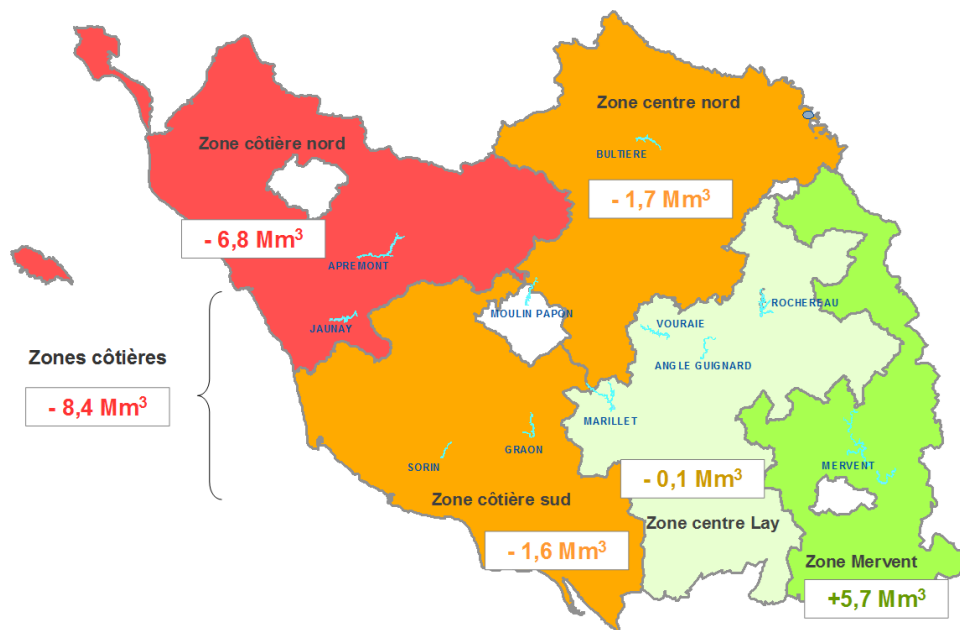 Zone centre nord
Zone côtière nord
BULTIERE
- 1,7 Mm³
- 6,8 Mm³
APREMONT
ROCHEREAU
MOULIN PAPON
JAUNAY
VOURAIE
Zones côtières
ANGLE GUIGNARD
- 8,4 Mm³
MARILLET
GRAON
SORIN
MERVENT
- 0,1 Mm³
Zone côtière sud
Zone centre Lay
- 1,6 Mm³
Zone Mervent
+5,7 Mm³